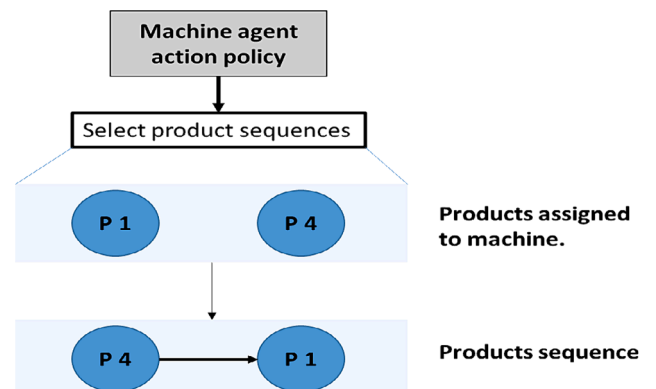 Machine agent
action policy
Select product sequences
P 1
P 4
Products assigned
to machine.
P 4
P 1
Products sequence